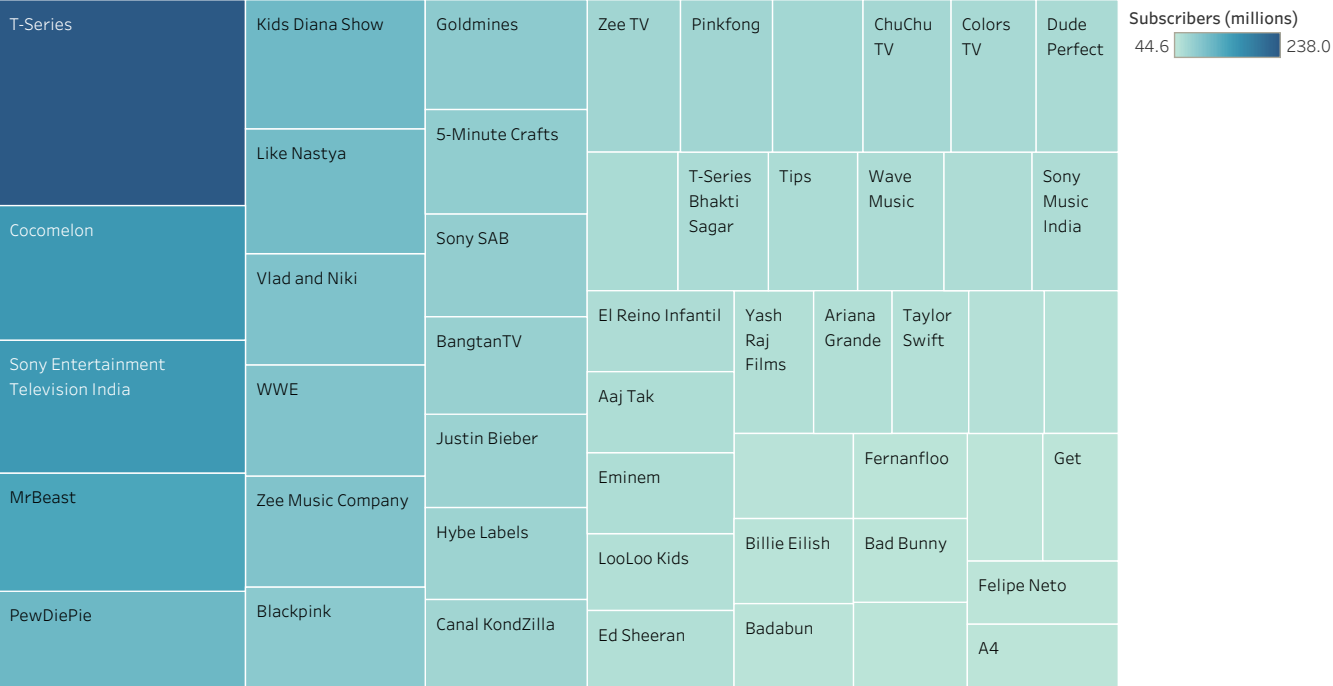 T-Series
Cocomelon
Sony Entertainment
Television India
MrBeast
PewDiePie
Kids Diana Show
Like Nastya
Vlad and Niki
WWE
Zee Music Company
Blackpink
Goldmines
5-Minute Crafts
Sony SAB
BangtanTV
Justin Bieber
Hybe Labels
Canal KondZilla
Zee TV
Pinkfong
ChuChu
TV
Colors
TV
Dude
Perfect
T-Series
Bhakti
Sagar
Tips
Wave
Music
Sony
Music
India
El Reino Infantil
Aaj Tak
Eminem
LooLoo Kids
Ed Sheeran
Yash
Raj
Films
Ariana
Grande
Taylor
Swift
Fernanfloo
Get
Billie Eilish
Bad Bunny
Badabun
Felipe Neto
A4
Subscribers (millions)
44.6
238.0